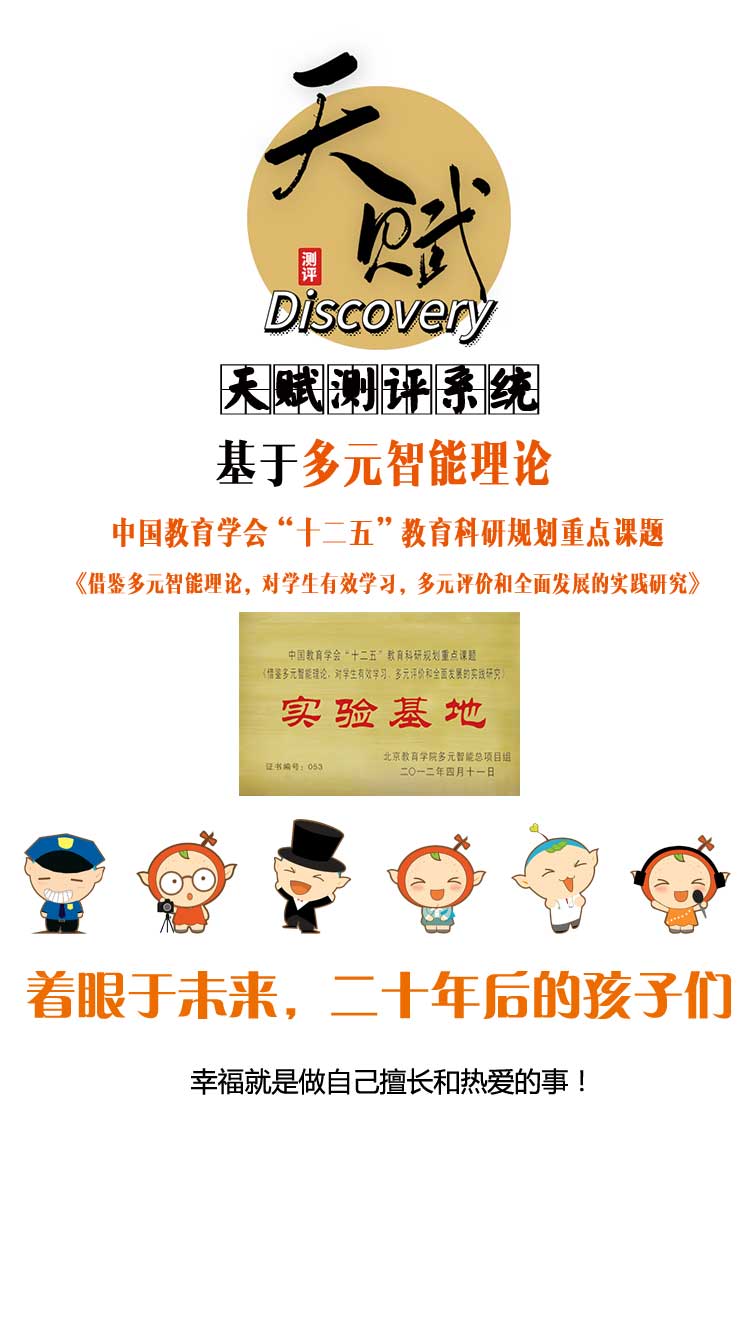 天赋
测评
Discovery
天赋测评系统
基于多元智能理论
中国教育学会“十二五”教育科研规划重点课题
《借鉴多元智能理论，对学生有效学习，多元评价和全面发展的实践研究》
中国教育学会“十二五”教育科研规划重点课题
《借鉴多元智能理论，对学生有效学习、多元评价和全面发展的实践研究》
实验基地
北京教育学院多元智能总项目组
证书编号：053
二〇一二年四月十一日
着眼于未来，二十年后的孩子们
幸福就是做自己擅长和热爱的事！